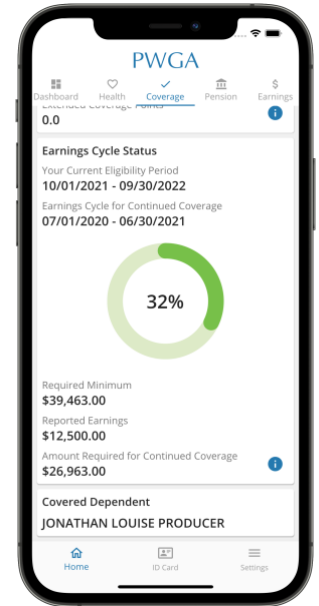 PWGA
Dashboard
Health
Coverage
Pension
Earnings
Extended Coverage Points
0.0
Earnings Cycle Status
Your Current Eligibility Period
10/01/2021 - 09/30/2022
Earnings Cycle for Continued Coverage
07/01/2020 - 06/30/2021
32%
Required Minimum
$39,463.00
Reported Earnings
$12,500.00
Amount Required for Continued Coverage
$26,963.00
Covered Dependent
JONATHAN LOUISE PRODUCER
Home
ID Card
Settings